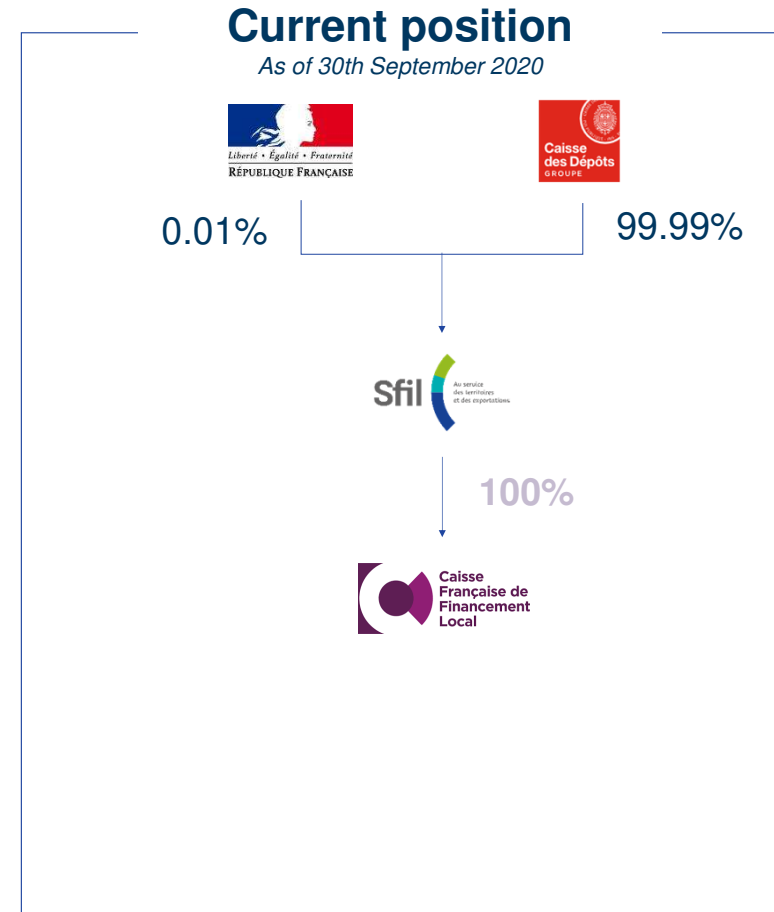 Current position
As of 30th September 2020
Liberté • Égalité • Fraternité
RÉPUBLIQUE FRANÇAISE
Caisse
des Dépôts
GROUPE
0.01%
99.99%
Sfil
Au service
des territoires
et des exportations
100%
Caisse
Française de
Financement
Local